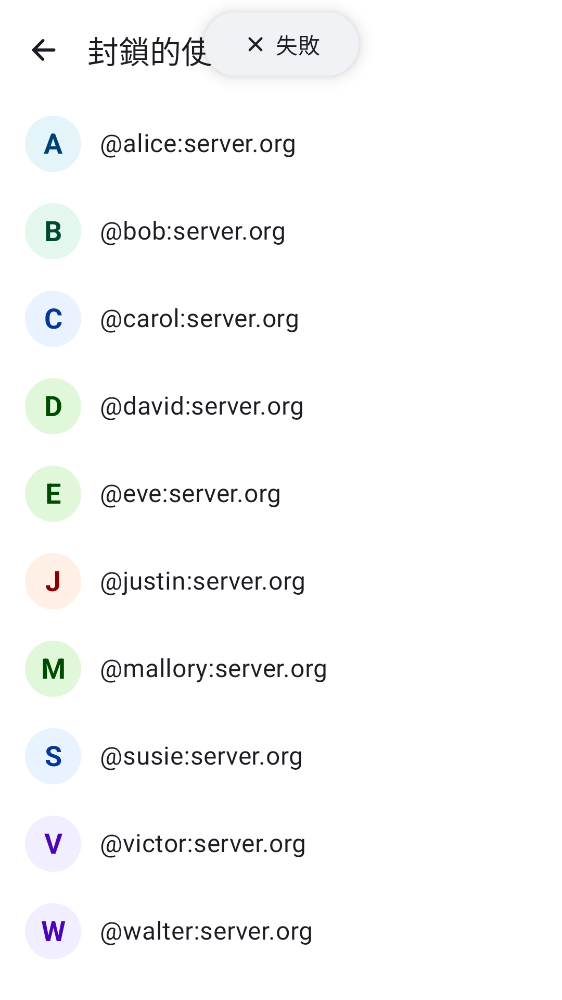 封鎖的使
失敗
A @alice:server.org
B @bob:server.org
C @carol:server.org
D @david:server.org
E @eve:server.org
J @justin:server.org
M @mallory:server.org
S @susie:server.org
V @victor:server.org
W @walter:server.org